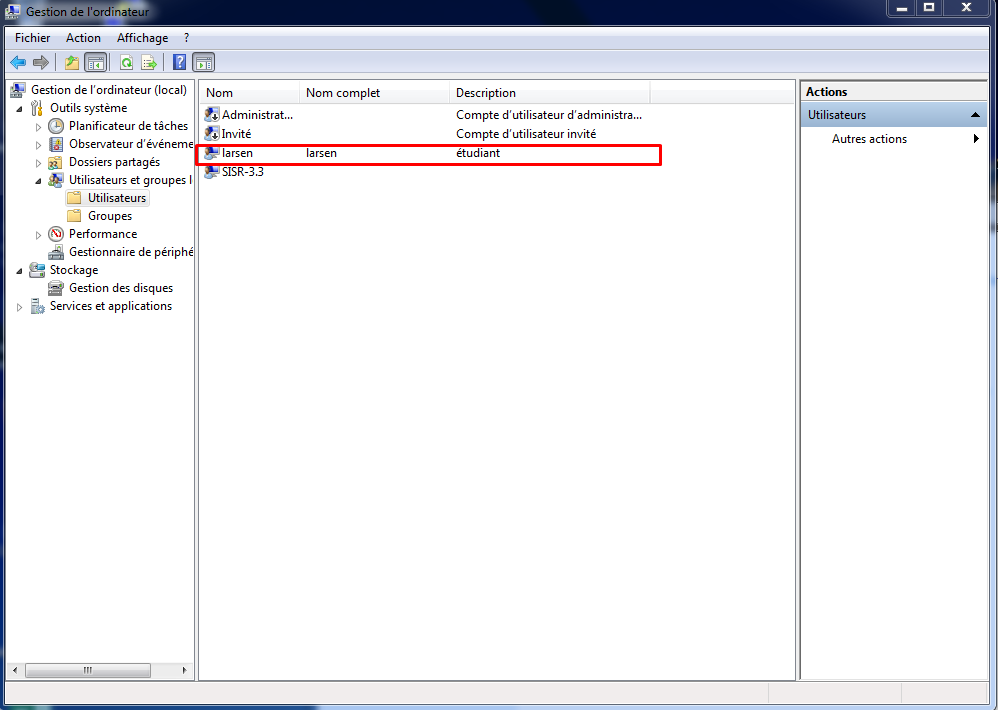 Gestion de l'ordinateur
Fichier Action Affichage ?
Gestion de l'ordinateur (local)
Outils système
Planificateur de tâches
Observateur d'événeme
Dossiers partagés
Utilisateurs et groupes l
Utilisateurs
Groupes
Performance
Gestionnaire de périphé
Stockage
Gestion des disques
Services et applications
Nom Nom complet Description
Administrat... Compte d'utilisateur d'administra...
Invité Compte d'utilisateur invité
larsen larsen étudiant
SISR-3.3
Actions
Utilisateurs
Autres actions